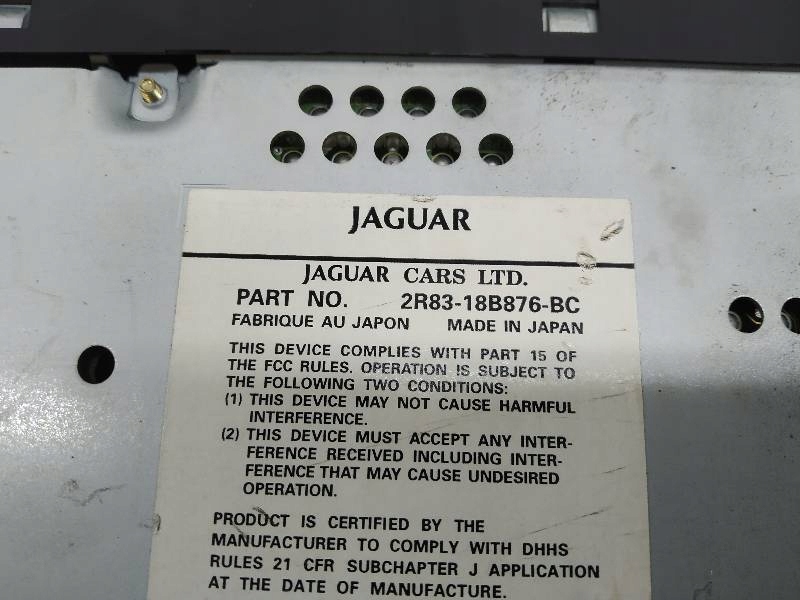 JAGUAR
JAGUAR CARS LTD.
PART NO. 2R83-18B876-BC
FABRIQUE AU JAPON MADE IN JAPAN
THIS DEVICE COMPLIES WITH PART 15 OF
THE FCC RULES. OPERATION IS SUBJECT TO
THE FOLLOWING TWO CONDITIONS:
(1) THIS DEVICE MAY NOT CAUSE HARMFUL
INTERFERENCE.
(2) THIS DEVICE MUST ACCEPT ANY INTER-
FERENCE RECEIVED INCLUDING INTER-
FERENCE THAT MAY CAUSE UNDESIRED
OPERATION.
PRODUCT IS CERTIFIED BY THE
MANUFACTURER TO COMPLY WITH DHHS
RULES 21 CFR SUBCHAPTER J APPLICATION
AT THE DATE OF MANUFACTURE.